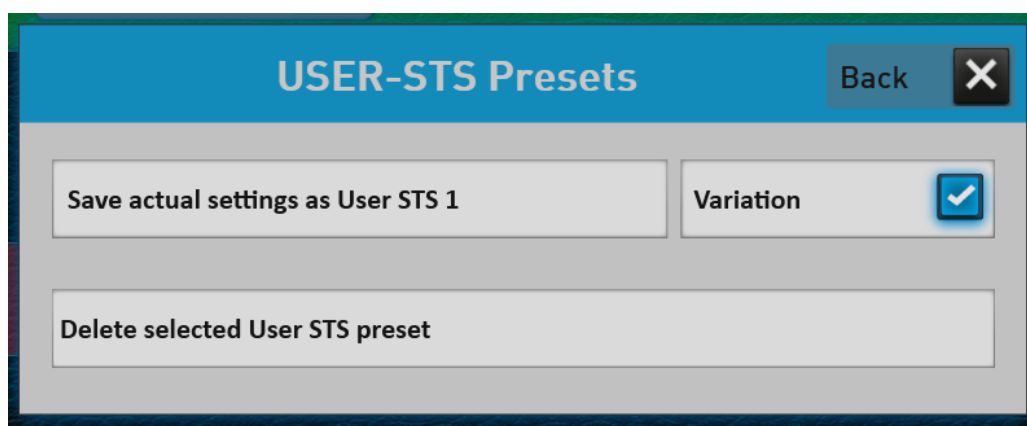 USER-STS Presets
Back
Save actual settings as User STS 1
Variation
Delete selected User STS preset